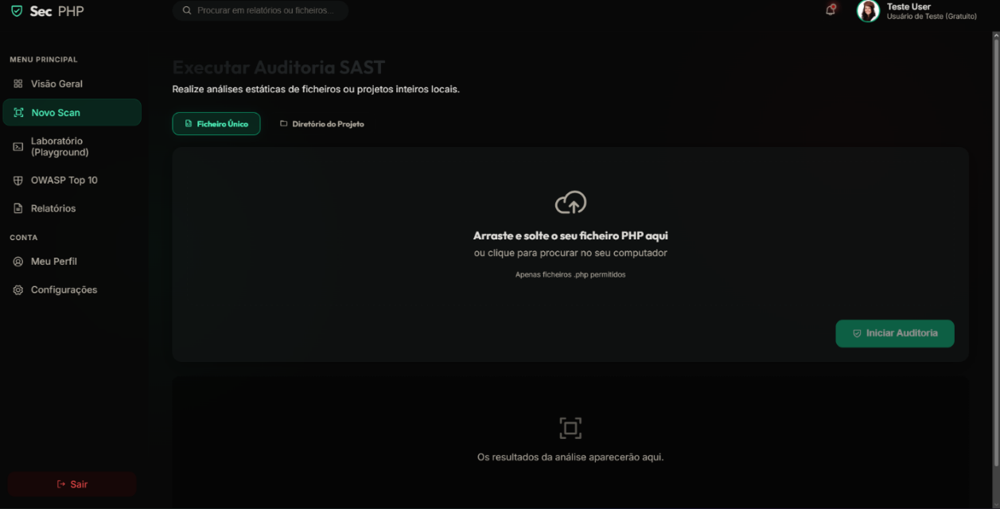 Sec PHP
Procurar em relatórios ou ficheiros...
Teste User
Usuário de Teste (Gratuito)
MENU PRINCIPAL
Visão Geral
Novo Scan
Laboratório
(Playground)
OWASP Top 10
Relatórios
CONTA
Meu Perfil
Configurações
Sair
Executar Auditoria SAST
Realize análises estáticas de ficheiros ou projetos inteiros locais.
Ficheiro Único
Diretório do Projeto
Arraste e solte o seu ficheiro PHP aqui
ou clique para procurar no seu computador
Apenas ficheiros .php permitidos
Iniciar Auditoria
Os resultados da análise aparecerão aqui.